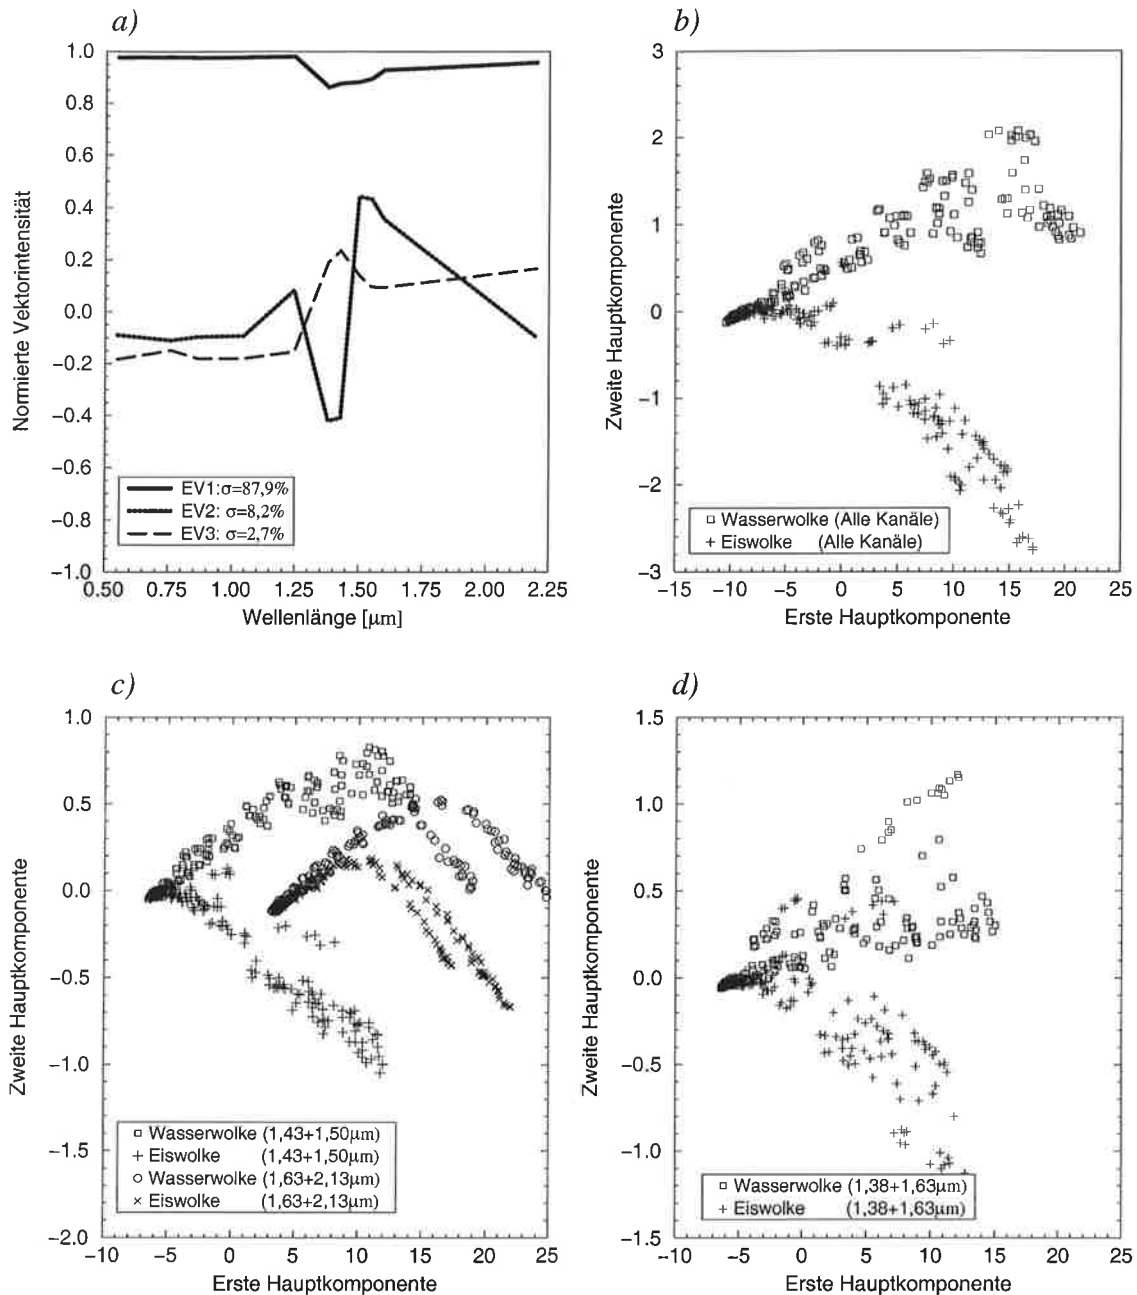 a)
1.0
0.8
0.6
0.4
0.2
0.0
−0.2
−0.4
−0.6
−0.8
−1.0
Normierte Vektorintensität
EV1:σ=87,9%
EV2: σ=8,2%
EV3: σ=2,7%
0.50 0.75 1.00 1.25 1.50 1.75 2.00 2.25
Wellenlänge [µm]
b)
3
2
1
0
−1
−2
−3
Zweite Hauptkomponente
Wasserwolke (Alle Kanäle)
Eiswolke (Alle Kanäle)
−15 −10 −5 0 5 10 15 20 25
Erste Hauptkomponente
c)
1.0
0.5
0.0
−0.5
−1.0
−1.5
−2.0
Zweite Hauptkomponente
Wasserwolke (1,43+1,50µm)
Eiswolke (1,43+1,50µm)
Wasserwolke (1,63+2,13µm)
Eiswolke (1,63+2,13µm)
−10 −5 0 5 10 15 20 25
Erste Hauptkomponente
d)
1.5
1.0
0.5
0.0
−0.5
−1.0
−1.5
Zweite Hauptkomponente
Wasserwolke (1,38+1,63µm)
Eiswolke (1,38+1,63µm)
−10 −5 0 5 10 15 20 25
Erste Hauptkomponente